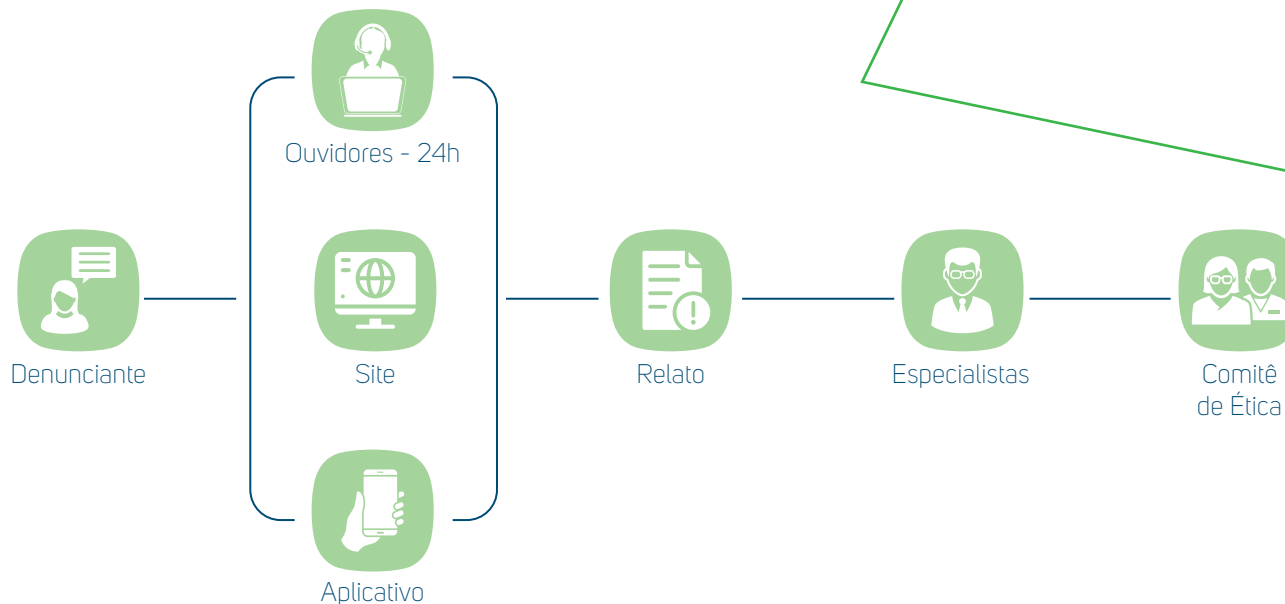 Ouvidores - 24h
Denunciante
Site
Relato
Especialistas
Comitê
de Ética
Aplicativo